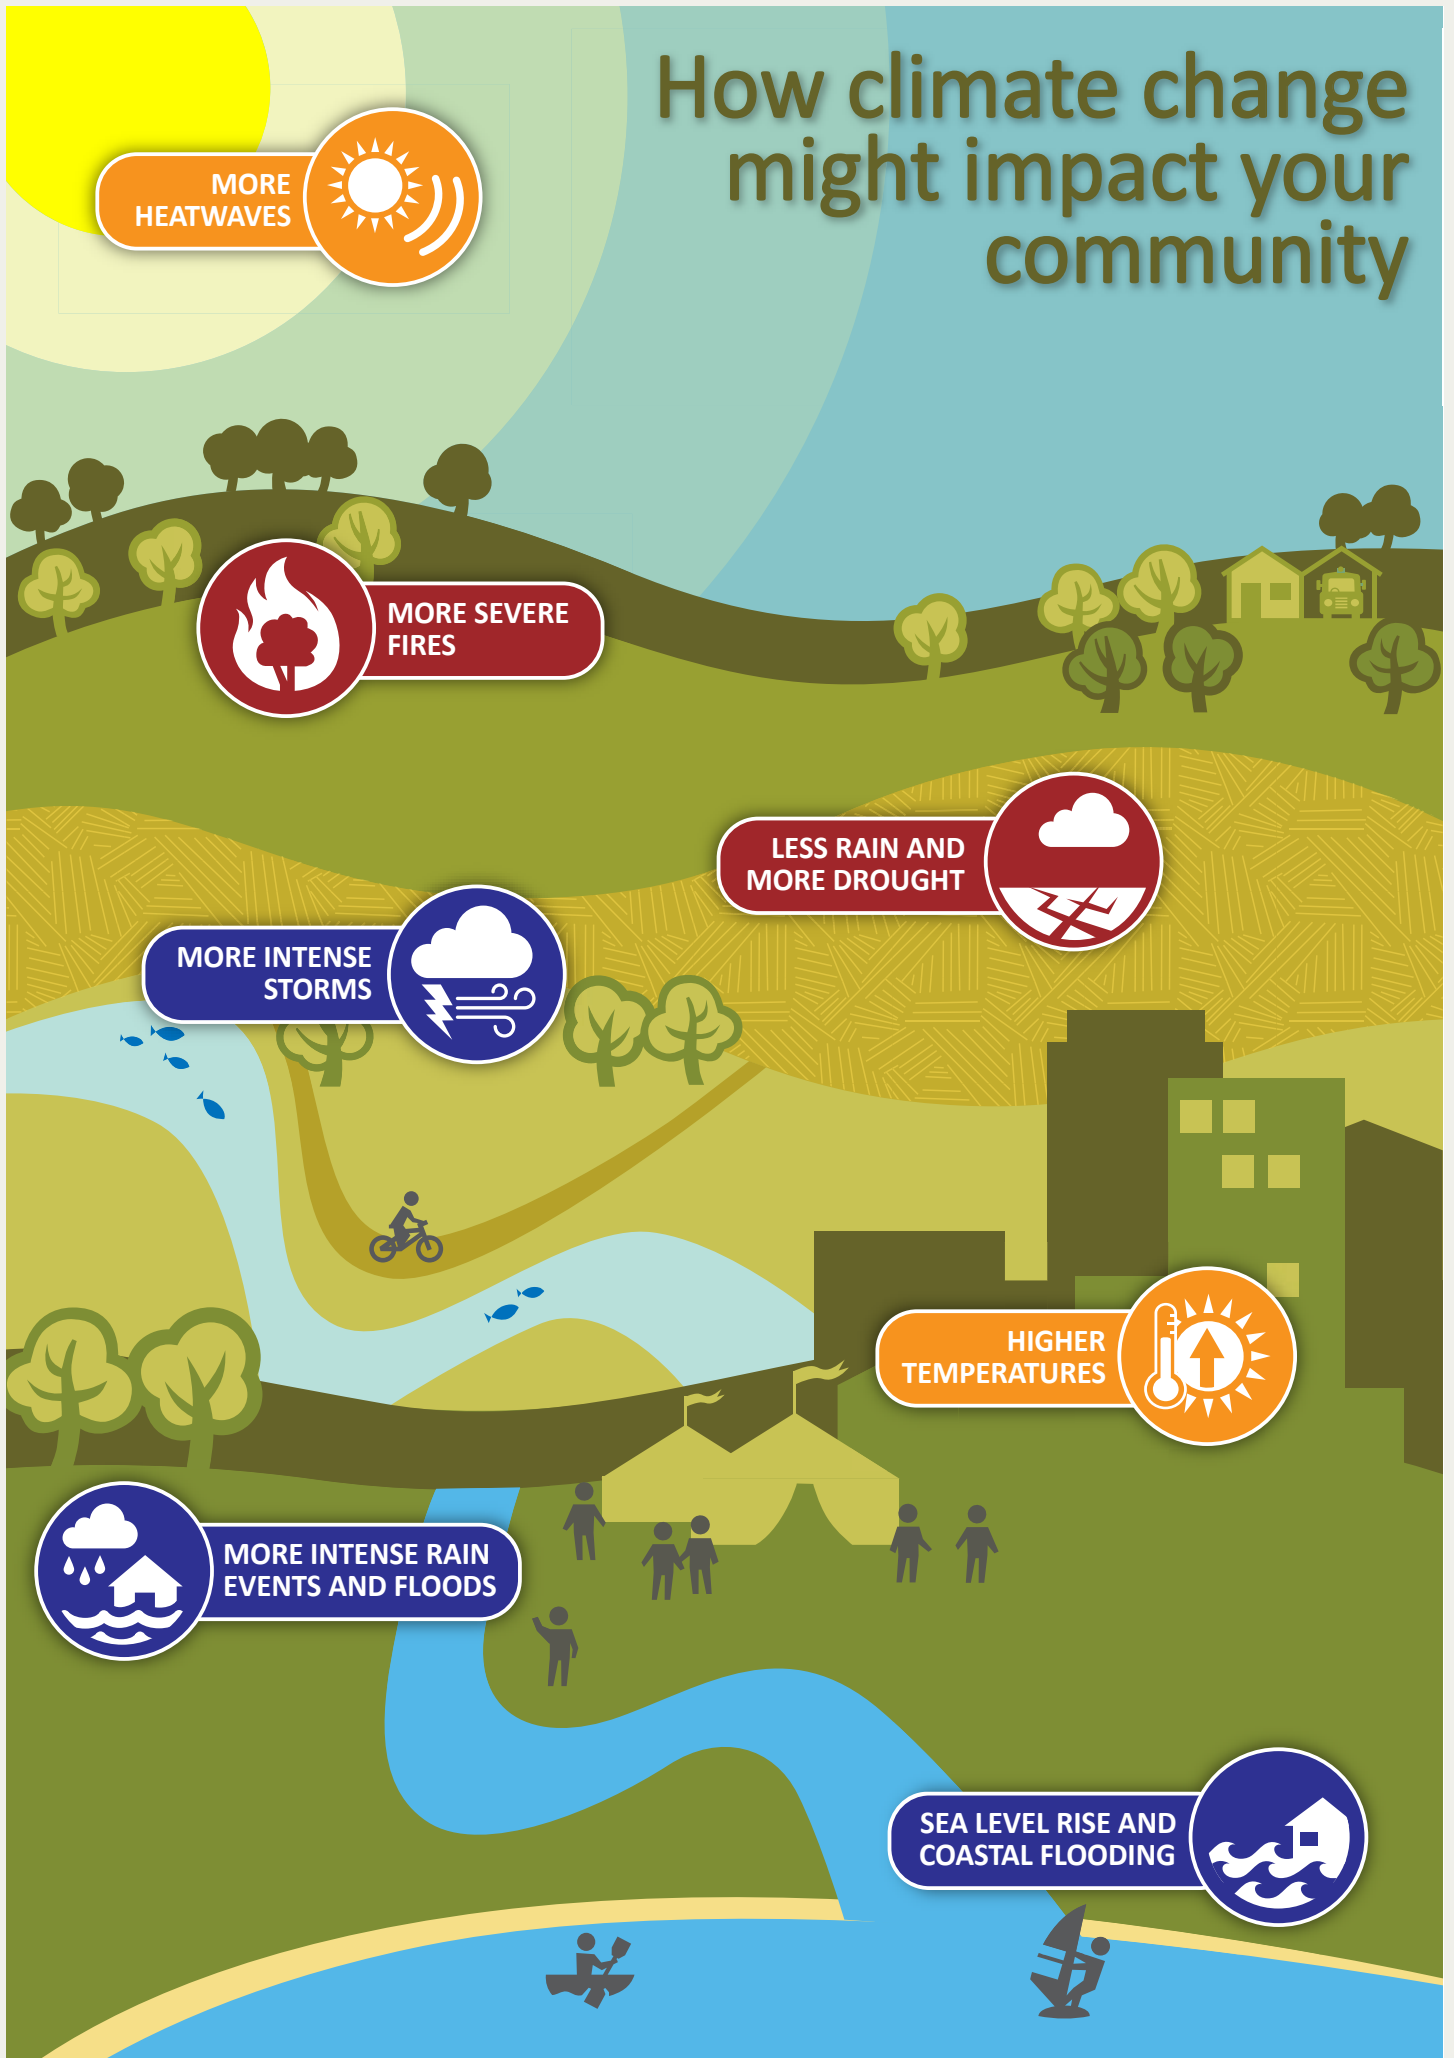 How climate change
might impact your
community
MORE
HEATWAVES
MORE SEVERE
FIRES
LESS RAIN AND
MORE DROUGHT
MORE INTENSE
STORMS
HIGHER
TEMPERATURES
MORE INTENSE RAIN
EVENTS AND FLOODS
SEA LEVEL RISE AND
COASTAL FLOODING